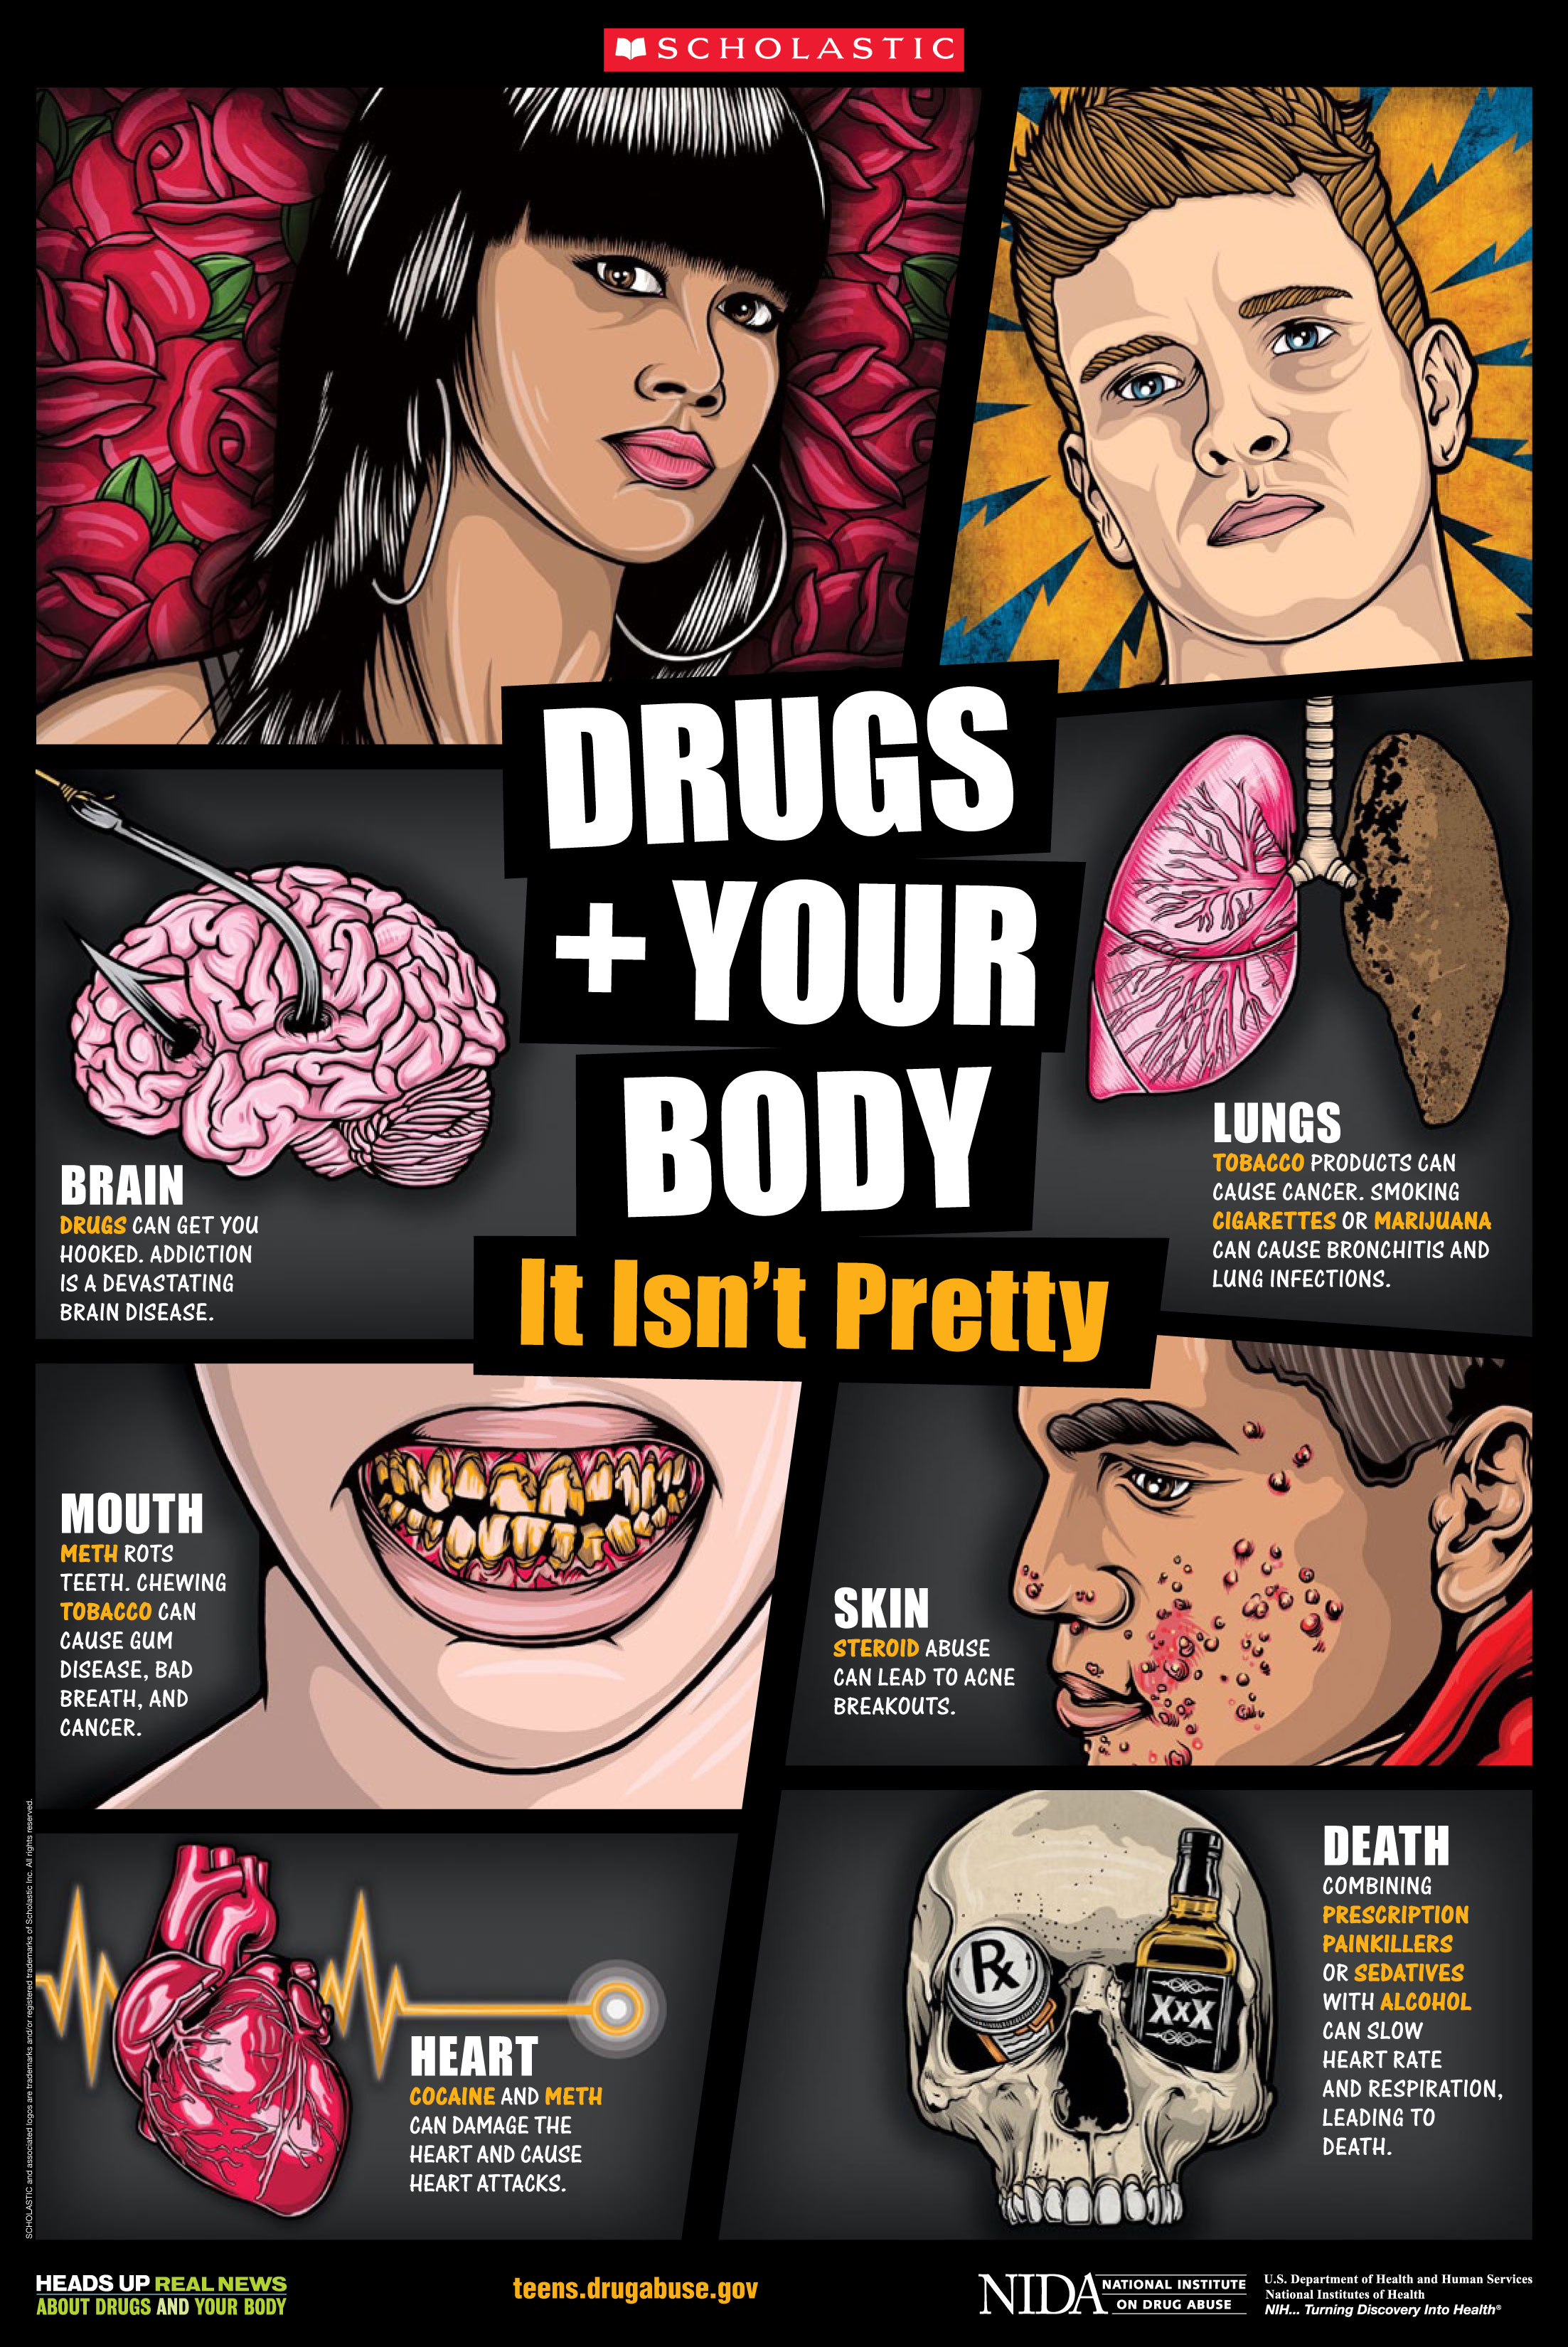 SCHOLASTIC
DRUGS
+ YOUR
BODY
It Isn't Pretty
BRAIN
DRUGS CAN GET YOU
HOOKED. ADDICTION
IS A DEVASTATING
BRAIN DISEASE.
LUNGS
TOBACCO PRODUCTS CAN
CAUSE CANCER. SMOKING
CIGARETTES OR MARIJUANA
CAN CAUSE BRONCHITIS AND
LUNG INFECTIONS.
MOUTH
METH ROTS
TEETH. CHEWING
TOBACCO CAN
CAUSE GUM
DISEASE, BAD
BREATH, AND
CANCER.
SKIN
STEROID ABUSE
CAN LEAD TO ACNE
BREAKOUTS.
HEART
COCAINE AND METH
CAN DAMAGE THE
HEART AND CAUSE
HEART ATTACKS.
Rx
XXX
DEATH
COMBINING
PRESCRIPTION
PAINKILLERS
OR SEDATIVES
WITH ALCOHOL
CAN SLOW
HEART RATE
AND RESPIRATION,
LEADING TO
DEATH.
SCHOLASTIC and associated logos are trademarks and/or registered trademarks of Scholastic Inc. All rights reserved.
HEADS UP REAL NEWS
ABOUT DRUGS AND YOUR BODY
teens.drugabuse.gov
NIDA NATIONAL INSTITUTE
ON DRUG ABUSE
U.S. Department of Health and Human Services
National Institutes of Health
NIH... Turning Discovery Into Health®